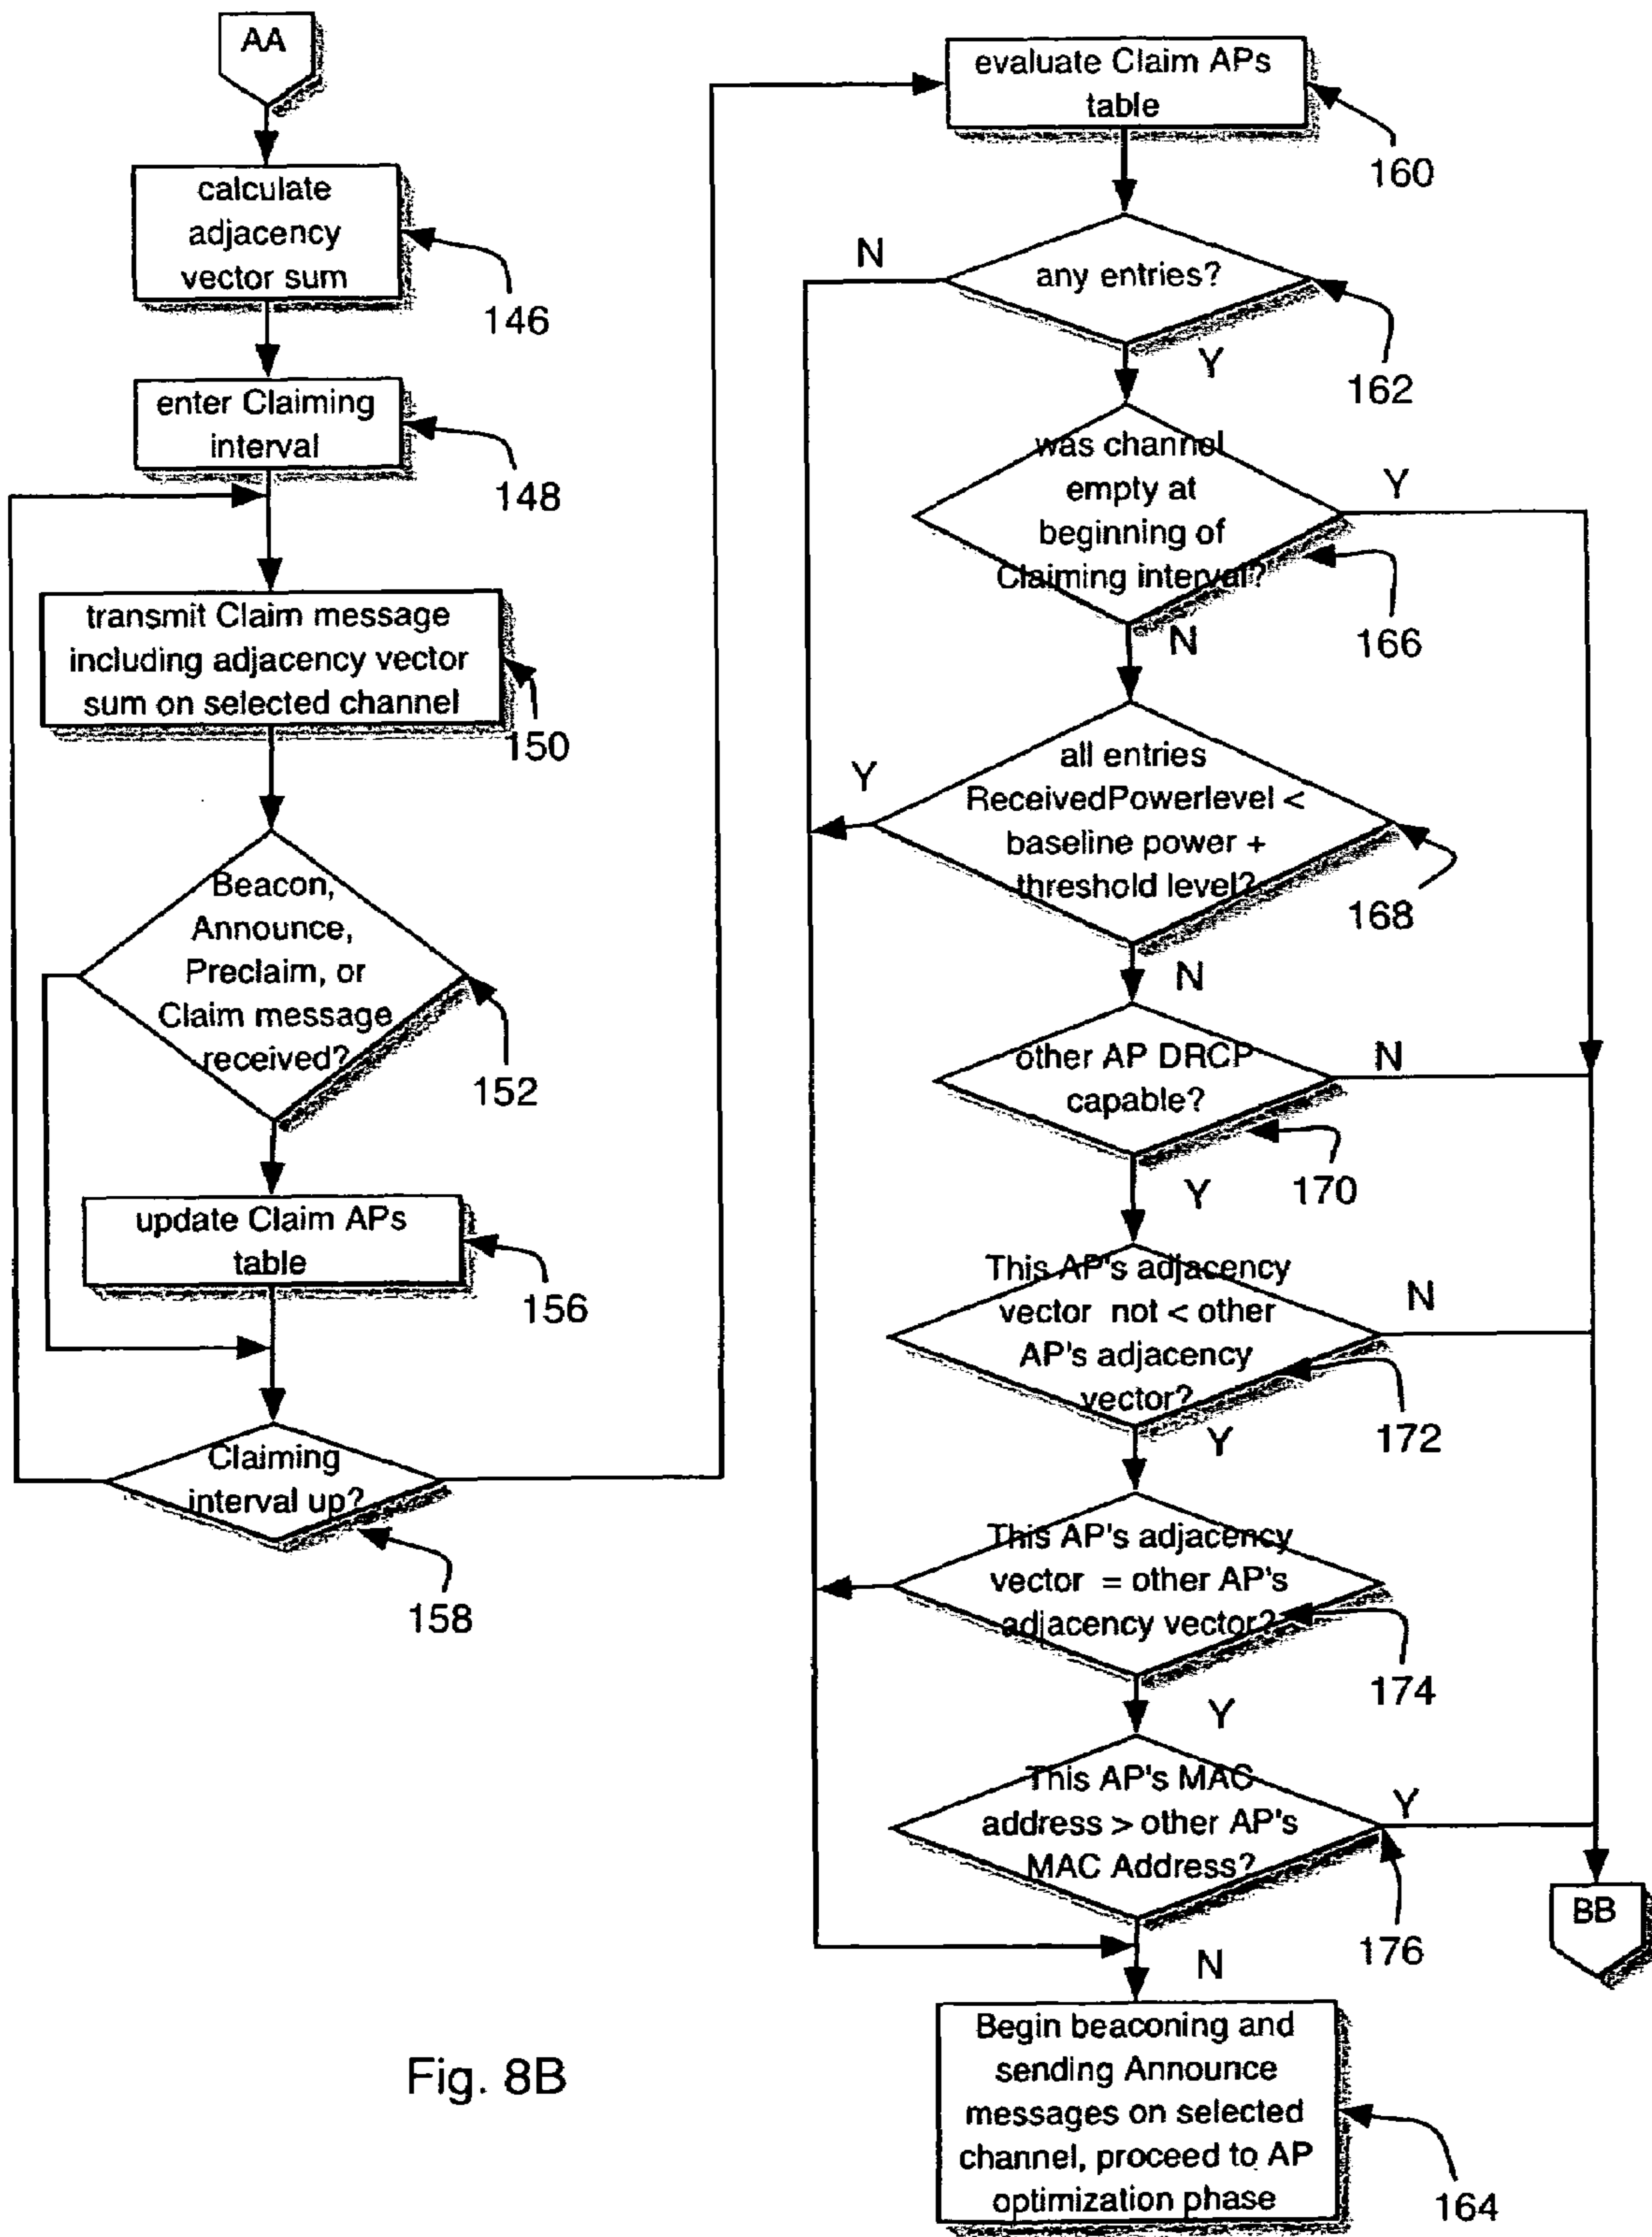 AA
calculate
adjacency
vector sum
146
enter Claiming
interval
148
transmit Claim message
including adjacency vector
sum on selected channel
150
Beacon,
Announce,
Preclaim, or
Claim message
received?
152
update Claim APs
table
156
Claiming
interval up?
158
evaluate Claim APs
table
160
N
any entries?
Y
162
was channel
empty at
beginning of
Claiming interval?
Y
N
166
all entries
ReceivedPowerlevel <
baseline power +
threshold level?
Y
N
168
other AP DRCP
capable?
N
Y
170
This AP's adjacency
vector not < other
AP's adjacency
vector?
N
Y
172
This AP's adjacency
vector = other AP's
adjacency vector?
Y
174
This AP's MAC
address > other AP's
MAC Address?
Y
N
176
BB
Begin beaconing and
sending Announce
messages on selected
channel, proceed to AP
optimization phase
164
Fig. 8B